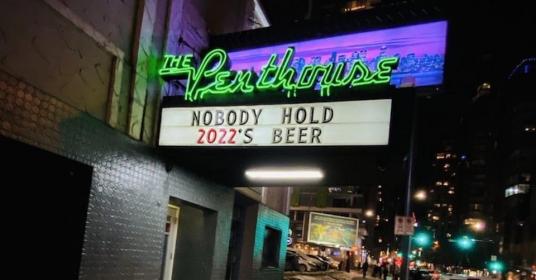 THE Penthouse
NOBODY HOLD
2022'S BEER